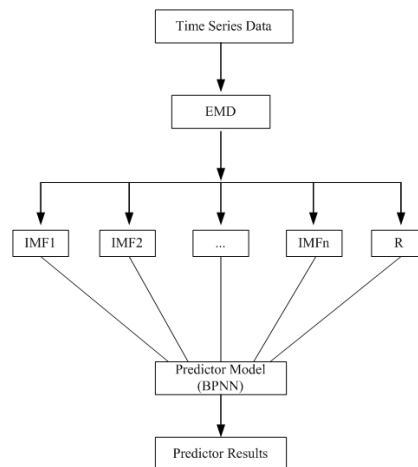 Time Series Data
EMD
IMF1 IMF2 ... IMFn R
Predictor Model
(BPNN)
Predictor Results